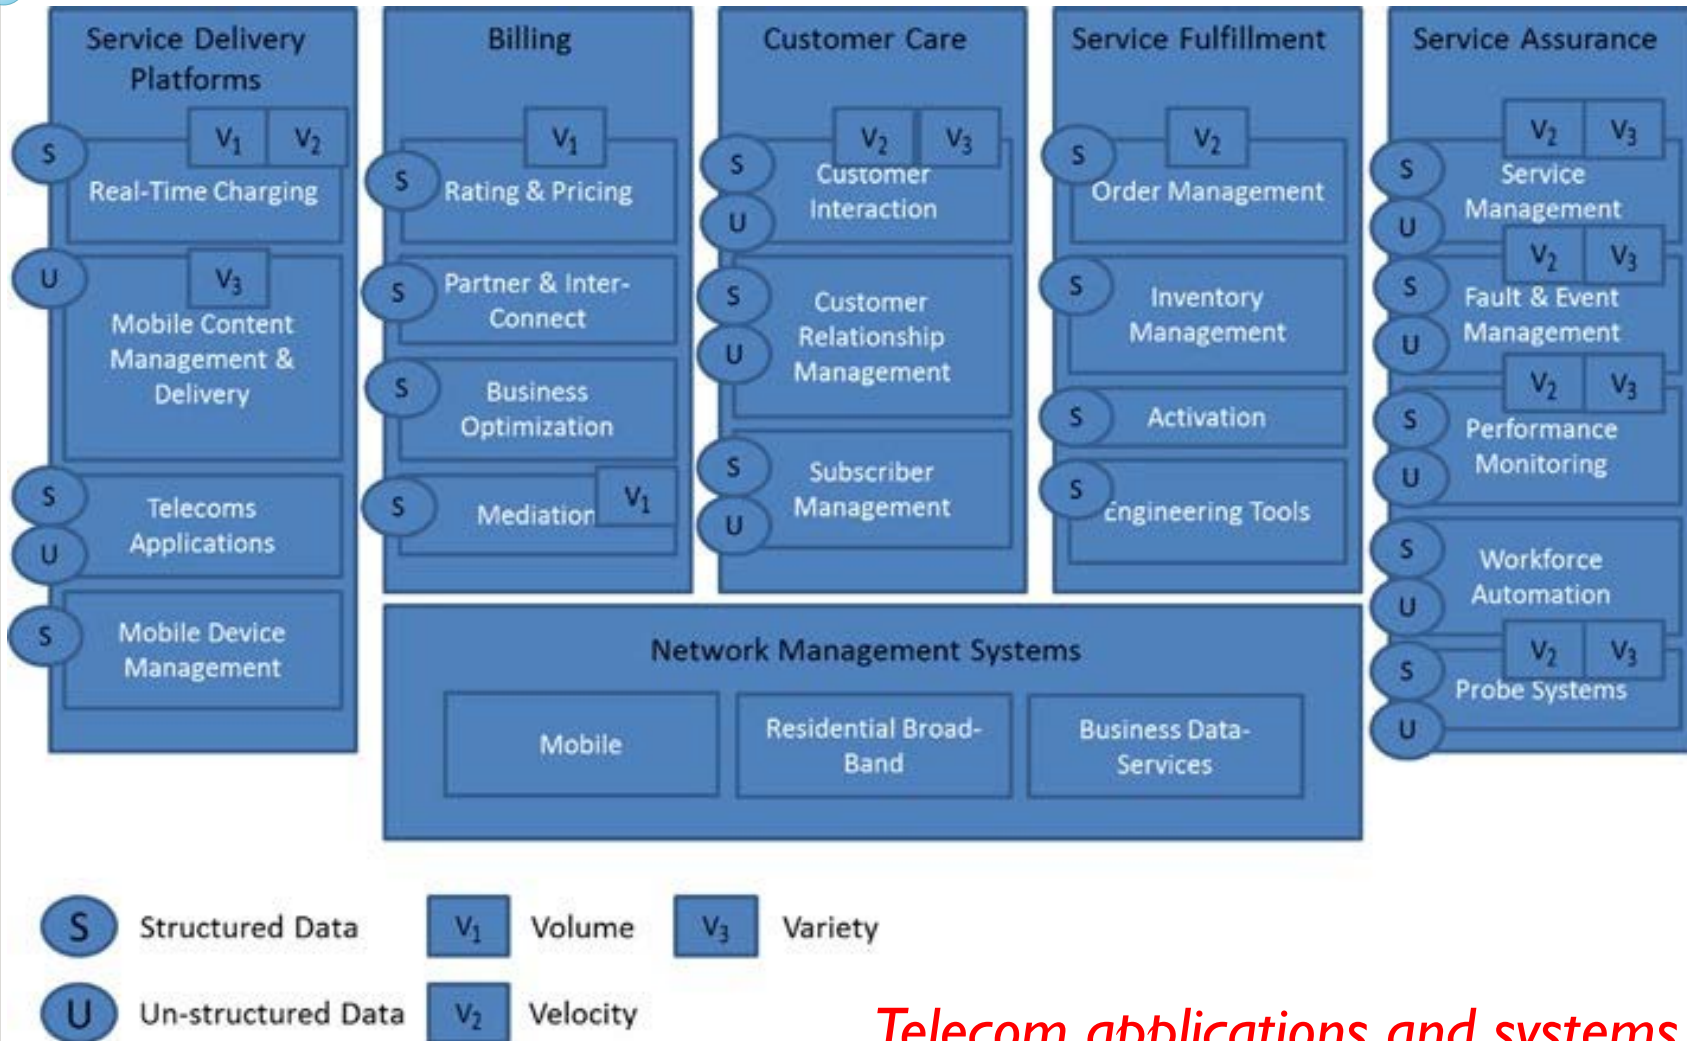 Service Delivery
Platforms
S
V1
V2
Real-Time Charging
U
V3
Mobile Content
Management &
Delivery
S
U
Telecoms
Applications
S
Mobile Device
Management
Billing
V1
S
Rating & Pricing
S
Partner & Inter-
Connect
S
Business
Optimization
S
Mediation
V1
Customer Care
V2
V3
S
U
Customer
Interaction
S
U
Customer
Relationship
Management
S
U
Subscriber
Management
Service Fulfillment
V2
S
Order Management
S
Inventory
Management
S
Activation
S
Engineering Tools
Service Assurance
V2
V3
S
U
Service
Management
V2
V3
S
U
Fault & Event
Management
V2
V3
S
U
Performance
Monitoring
S
U
Workforce
Automation
V2
V3
S
U
Probe Systems
Network Management Systems
Mobile
Residential Broad-
Band
Business Data-
Services
S Structured Data V1 Volume V3 Variety
U Un-structured Data V2 Velocity
Telecom applications and systems